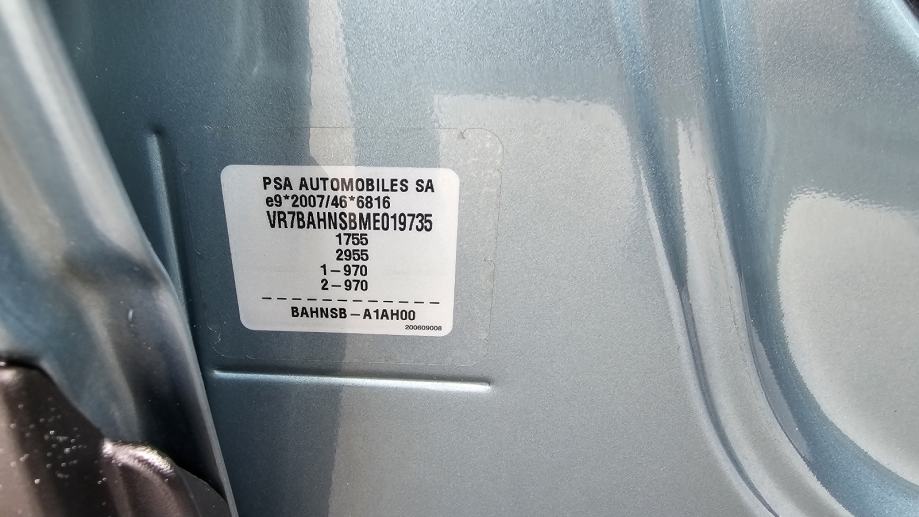 PSA AUTOMOBILES SA
e9*2007/46*6816
VR7BAHNSBME019735
1755
2955
1-970
2-970
BAHNSB-A1AH00
200609008